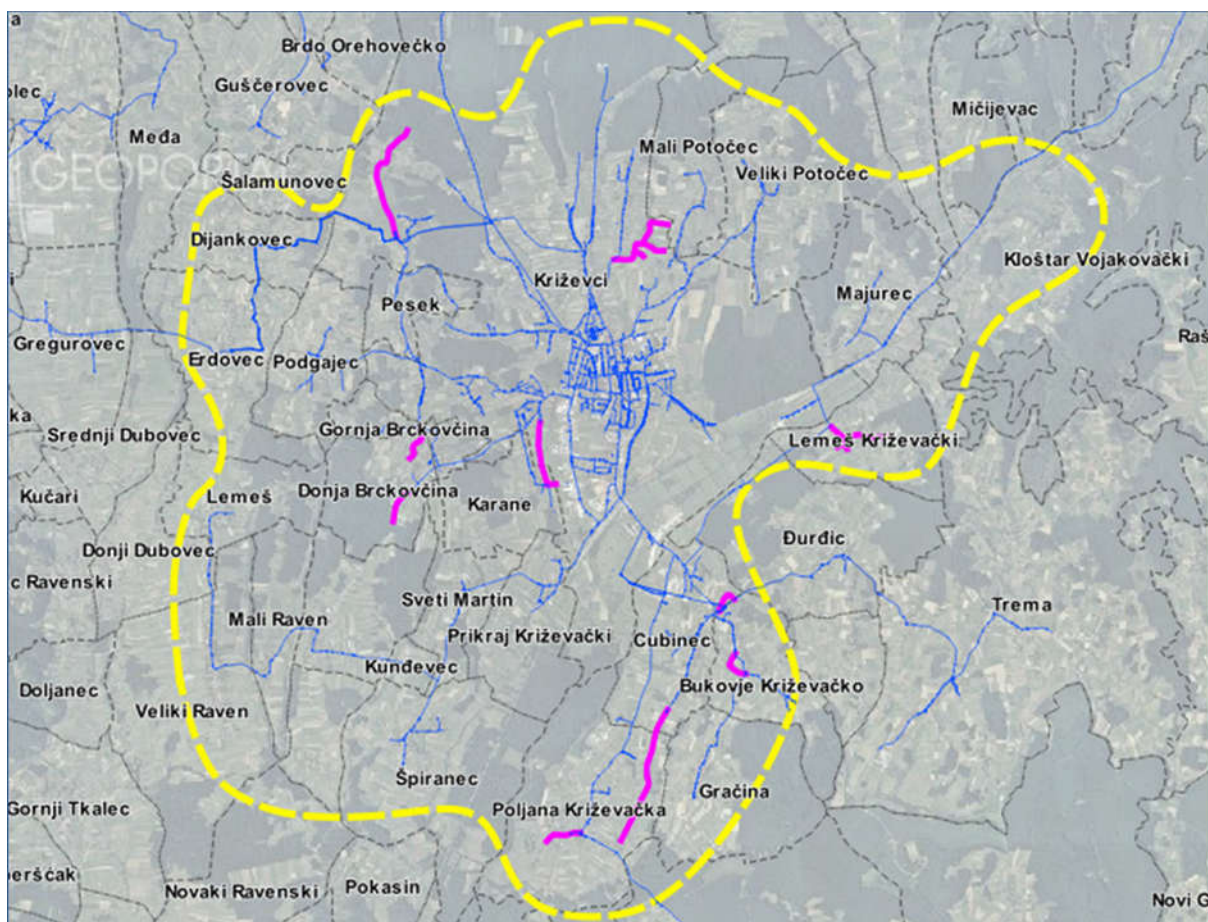 Brdo Orehovečko
Guščerovec
Međa
GEOPOR
Šalamunovec
Mali Potočec
Veliki Potočec
Mičijevac
Dijankovec
Križevci
Kloštar Vojakovački
Pesek
Majurec
Gregurovec
Erdovec
Podgajec
Srednji Dubovec
Gornja Brckovčina
Lemeš Križevački
Kučari
Lemeš
Donja Brckovčina
Karane
Donji Dubovec
Đurđic
c Ravenski
Sveti Martin
Trema
Mali Raven
Prikraj Križevački
Cubinec
Kunđevec
Doljanec
Bukovje Križevačko
Veliki Raven
Špiranec
Gračina
Gornji Tkalec
Poljana Križevačka
Novaki Ravenski
Pokasin
Novi G